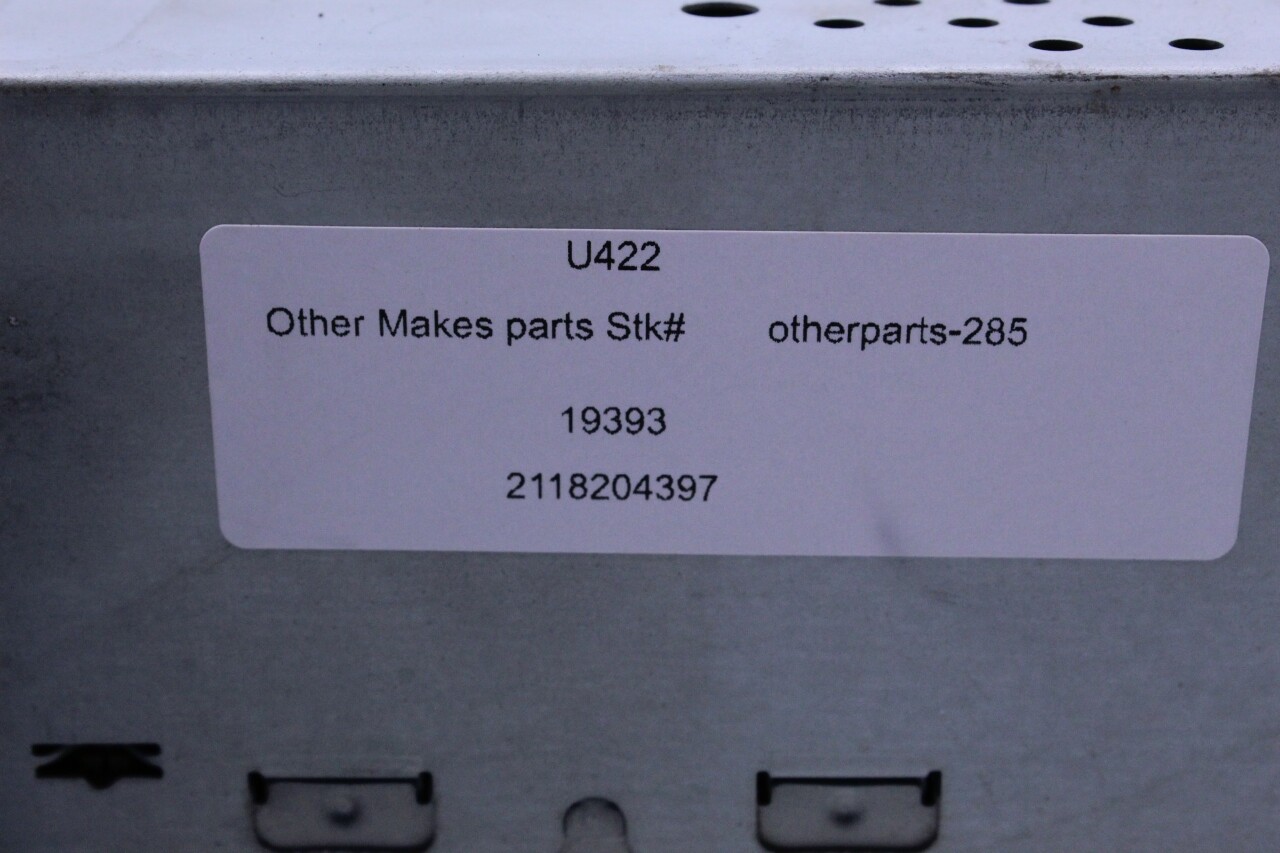 U422
Other Makes parts Stk# otherparts-285
19393
2118204397